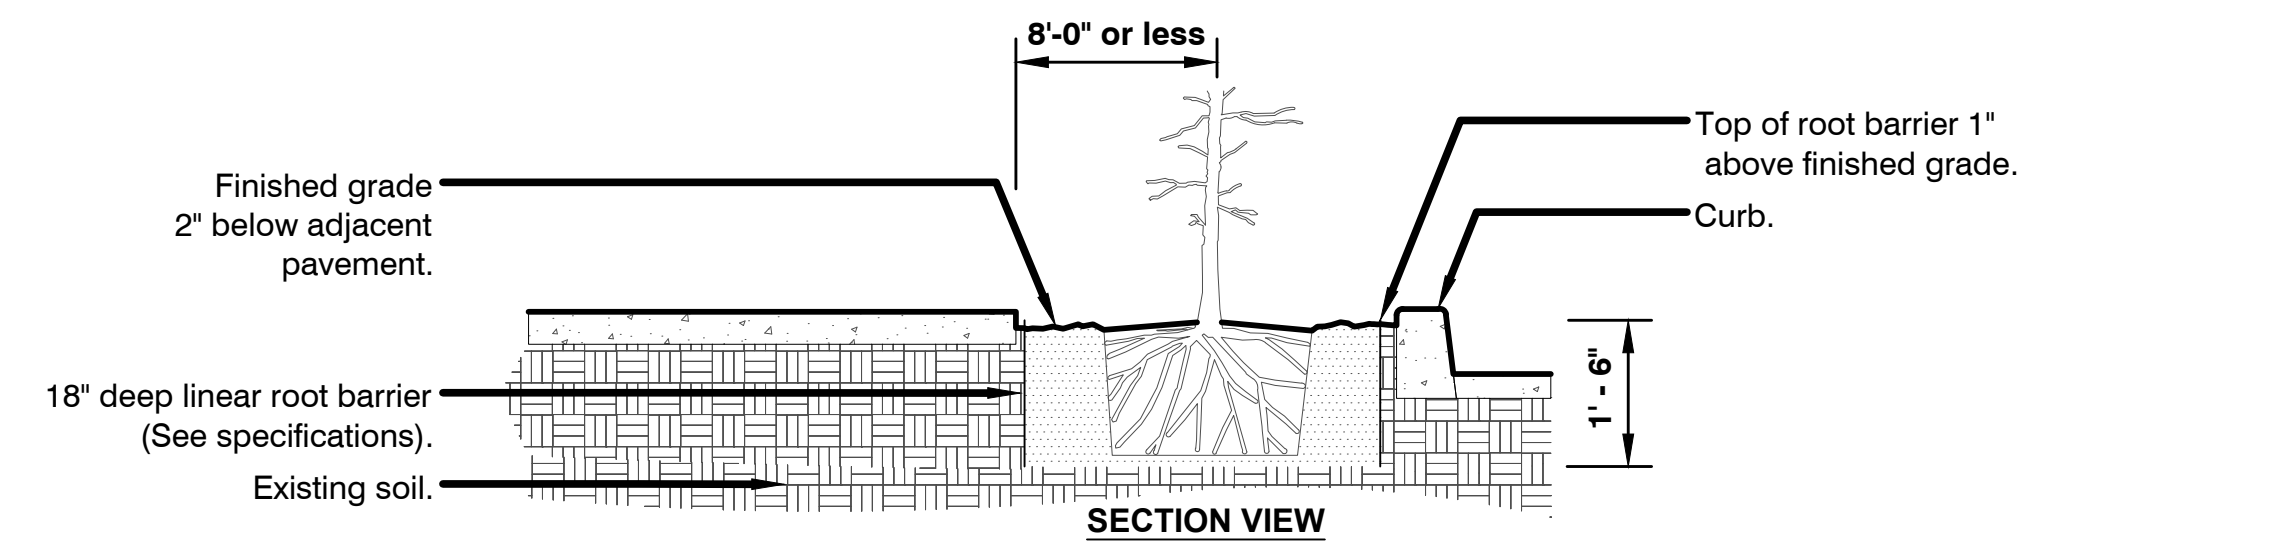 8'-0" or less
Top of root barrier 1"
above finished grade.
Finished grade
2" below adjacent
pavement.
Curb.
1' - 6"
18" deep linear root barrier
(See specifications).
Existing soil.
SECTION VIEW